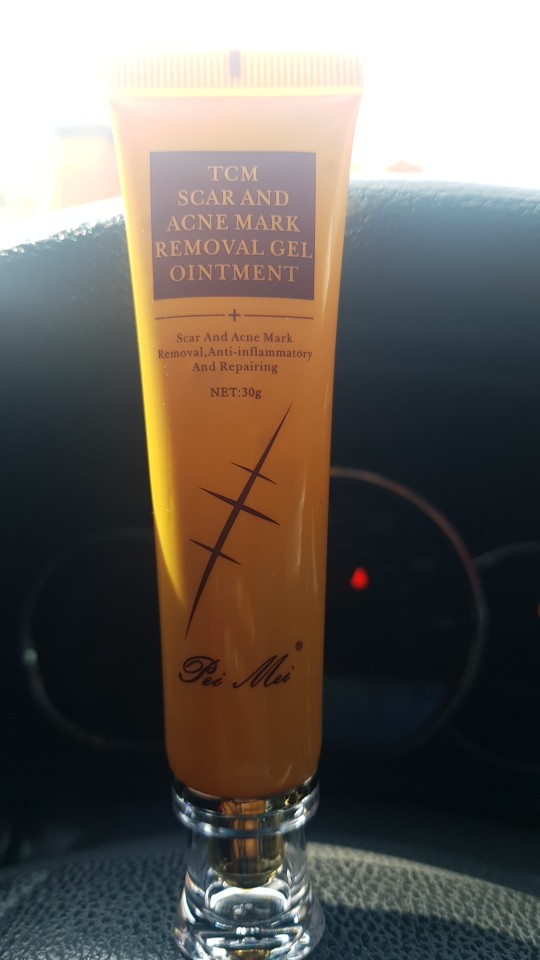 TCM
SCAR AND
ACNE MARK
REMOVAL GEL
OINTMENT
Scar And Acne Mark
Removal,Anti-inflammatory
And Repairing
NET:30g
Pei Mei®